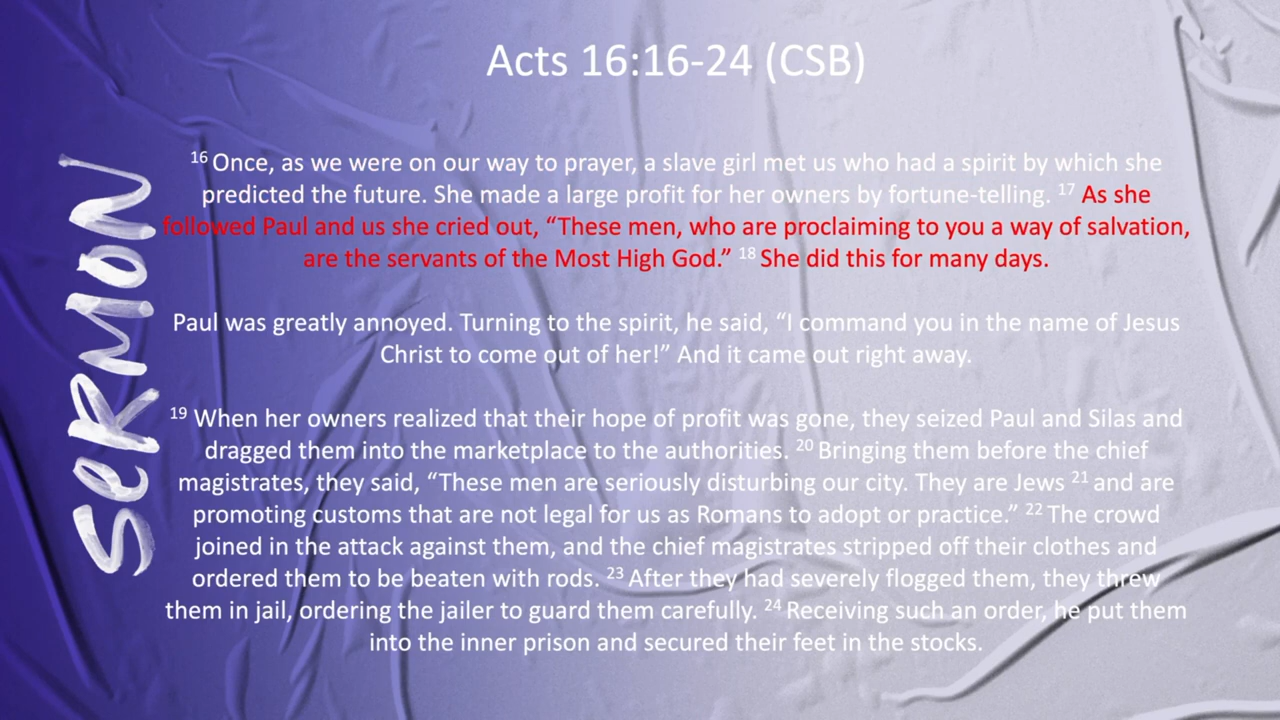 Acts 16:16-24 (CSB)
SERMON
16 Once, as we were on our way to prayer, a slave girl met us who had a spirit by which she
predicted the future. She made a large profit for her owners by fortune-telling. 17 As she
followed Paul and us she cried out, “These men, who are proclaiming to you a way of salvation,
are the servants of the Most High God.” 18 She did this for many days.
Paul was greatly annoyed. Turning to the spirit, he said, “I command you in the name of Jesus
Christ to come out of her!” And it came out right away.
19 When her owners realized that their hope of profit was gone, they seized Paul and Silas and
dragged them into the marketplace to the authorities. 20 Bringing them before the chief
magistrates, they said, “These men are seriously disturbing our city. They are Jews 21 and are
promoting customs that are not legal for us as Romans to adopt or practice.” 22 The crowd
joined in the attack against them, and the chief magistrates stripped off their clothes and
ordered them to be beaten with rods. 23 After they had severely flogged them, they threw
them in jail, ordering the jailer to guard them carefully. 24 Receiving such an order, he put them
into the inner prison and secured their feet in the stocks.